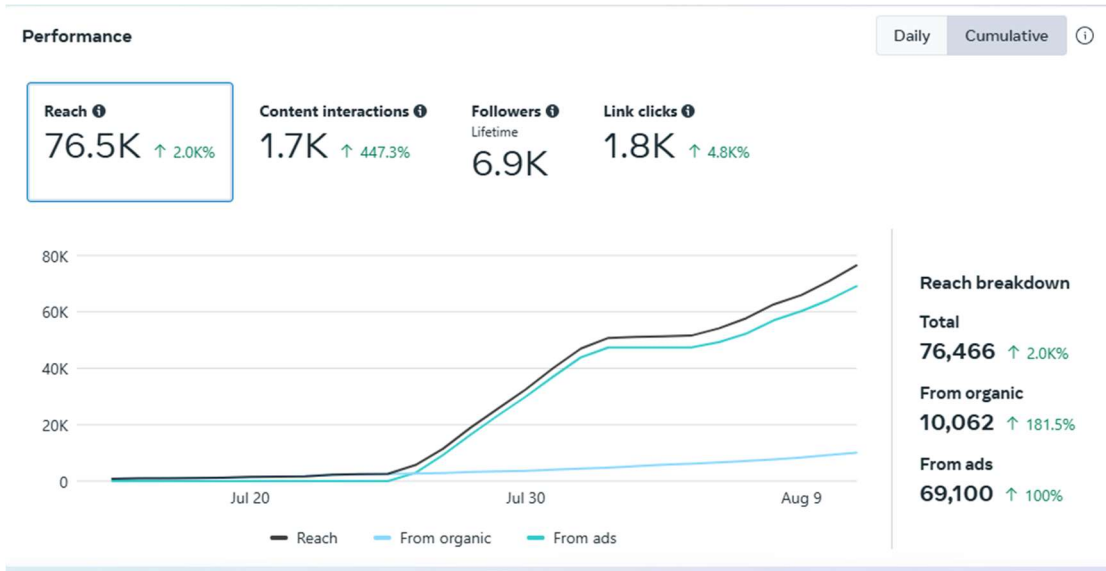 Performance
Daily
Cumulative
Reach
76.5K ↑ 2.0K%
Content interactions
1.7K ↑ 447.3%
Followers
Lifetime
6.9K
Link clicks
1.8K ↑ 4.8K%
80K
60K
40K
20K
0
Jul 20
Jul 30
Aug 9
Reach
From organic
From ads
Reach breakdown
Total
76,466 ↑ 2.0K%
From organic
10,062 ↑ 181.5%
From ads
69,100 ↑ 100%